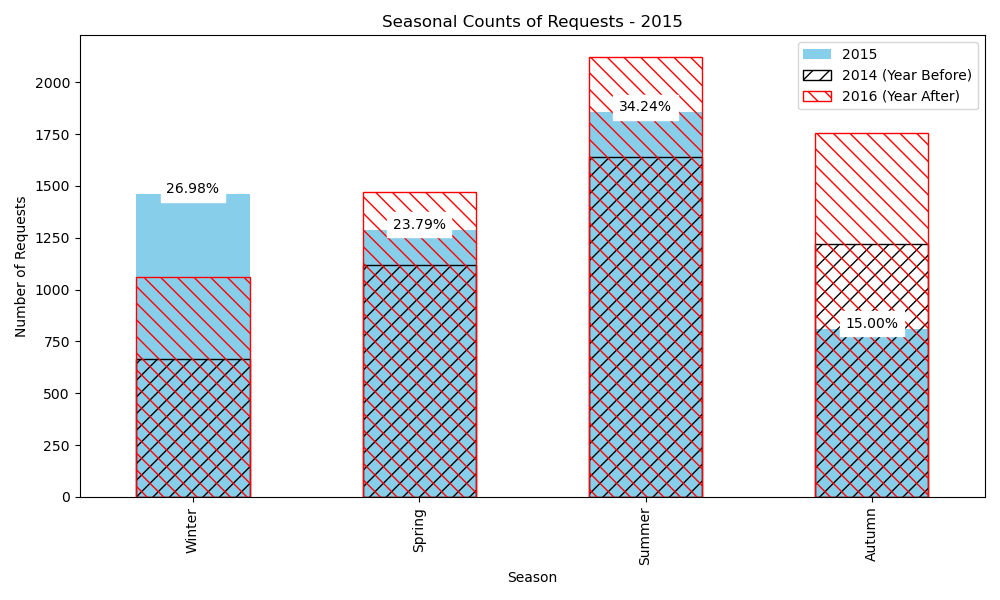 Seasonal Counts of Requests - 2015
2015
2014 (Year Before)
2016 (Year After)
Number of Requests
2000
1750
1500
1250
1000
750
500
250
0
26.98%
23.79%
34.24%
15.00%
Winter
Spring
Summer
Autumn
Season